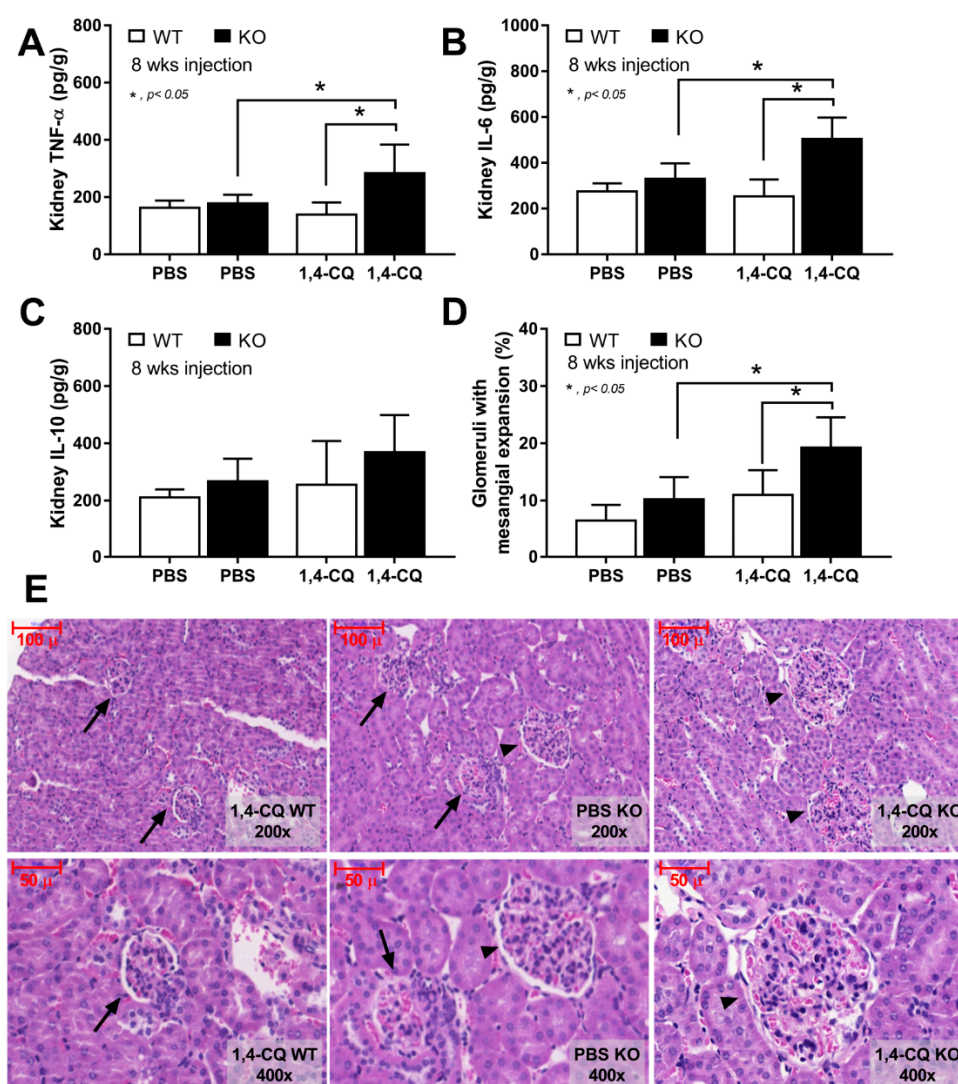 A
Kidney TNF-α (pg/g)
800
600
400
200
0
WT KO
8 wks injection
*, p< 0.05
*
*
PBS PBS 1,4-CQ 1,4-CQ
B
Kidney IL-6 (pg/g)
1000
800
600
400
200
0
WT KO
8 wks injection
*, p< 0.05
*
*
PBS PBS 1,4-CQ 1,4-CQ
C
Kidney IL-10 (pg/g)
800
600
400
200
0
WT KO
8 wks injection
PBS PBS 1,4-CQ 1,4-CQ
D
Glomeruli with
mesangial expansion (%)
40
30
20
10
0
WT KO
8 wks injection
*, p< 0.05
*
*
PBS PBS 1,4-CQ 1,4-CQ
E
100 μ
1,4-CQ WT
200x
100 μ
PBS KO
200x
100 μ
1,4-CQ KO
200x
50 μ
1,4-CQ WT
400x
50 μ
PBS KO
400x
50 μ
1,4-CQ KO
400x